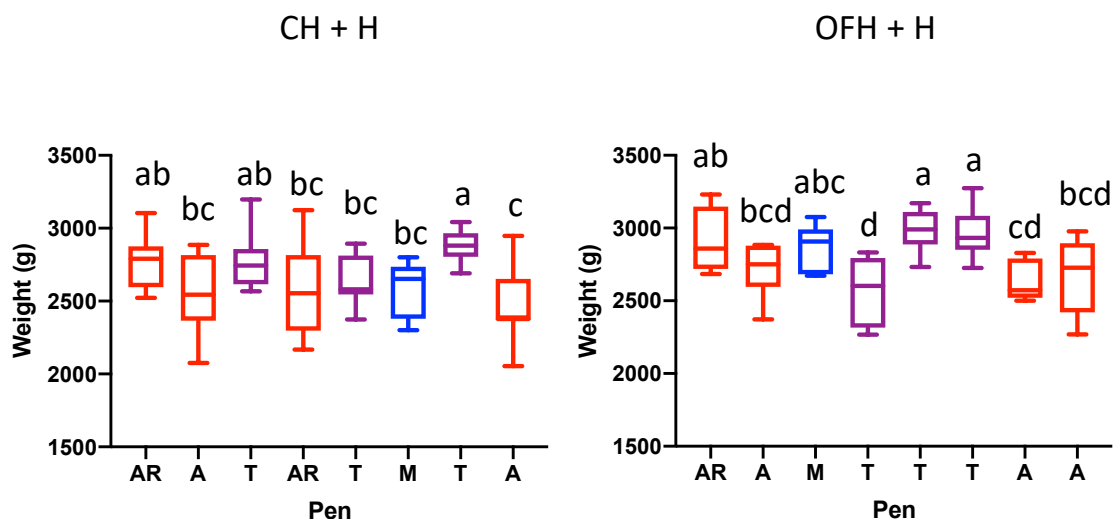 CH + H
Weight (g)
3500
3000
2500
2000
1500
ab
bc
ab
bc
bc
bc
a
c
AR A T AR T M T A
Pen
OFH + H
Weight (g)
3500
3000
2500
2000
1500
ab
bcd
abc
d
a
a
cd
bcd
AR A M T T T A A
Pen